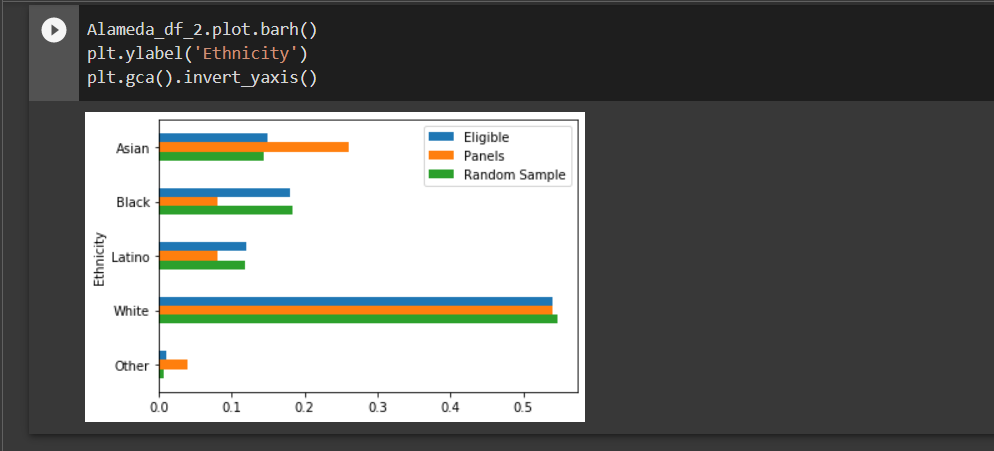 Alameda_df_2.plot.barh()
plt.ylabel('Ethnicity')
plt.gca().invert_yaxis()
Eligible
Panels
Random Sample
Asian
Black
Latino
White
Other
Ethnicity
0.0 0.1 0.2 0.3 0.4 0.5